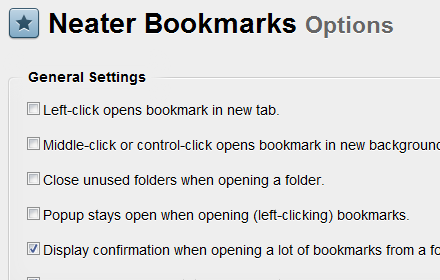 Neater Bookmarks Options
General Settings
Left-click opens bookmark in new tab.
Middle-click or control-click opens bookmark in new background
Close unused folders when opening a folder.
Popup stays open when opening (left-clicking) bookmarks.
Display confirmation when opening a lot of bookmarks from a fo